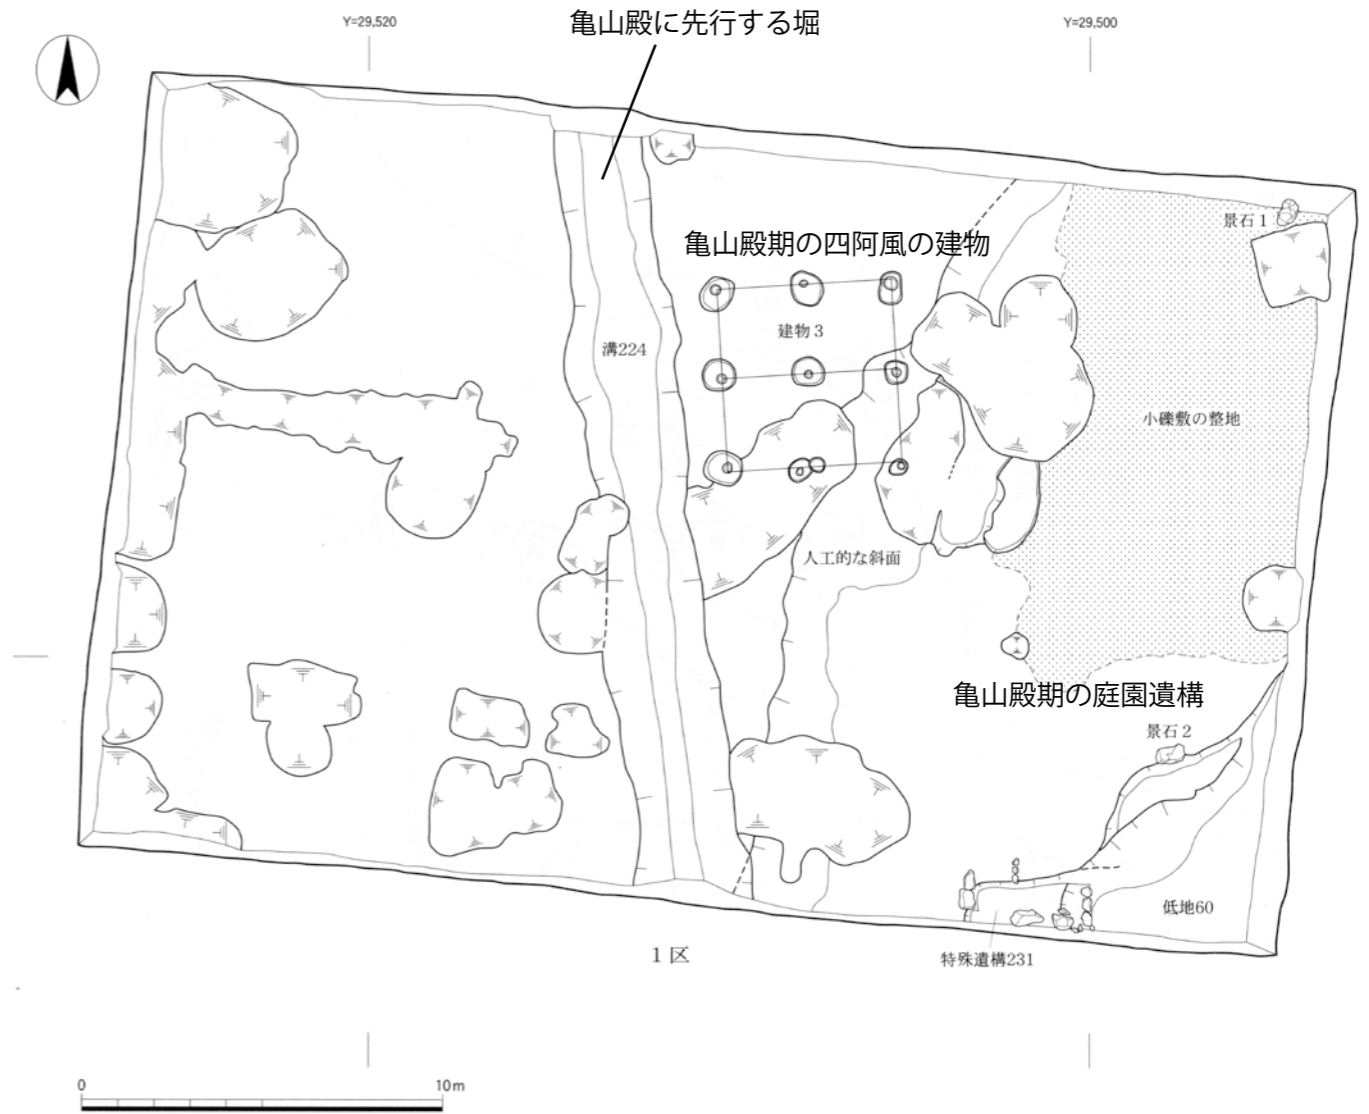 Y=29,520
亀山殿に先行する堀
Y=29,500
景石1
亀山殿期の四阿風の建物
建物3
溝224
小礫敷の整地
人工的な斜面
亀山殿期の庭園遺構
景石2
低地60
1区
特殊遺構231
0
10m